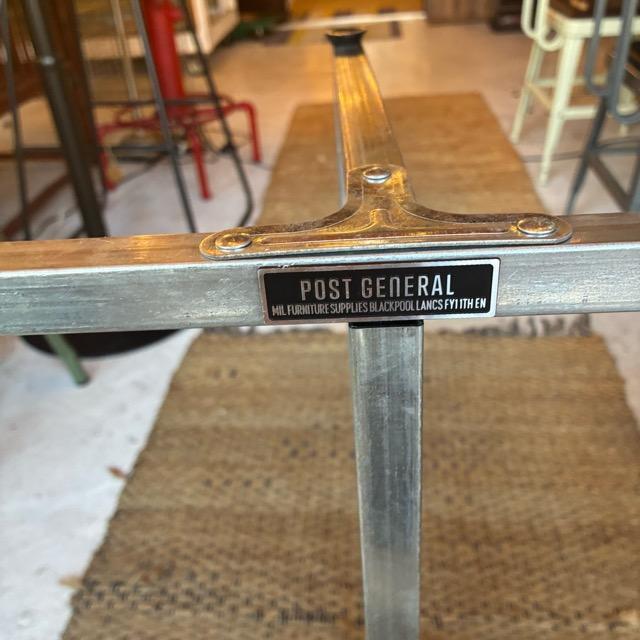 POST GENERAL
MIL FURNITURE SUPPLIES BLACKPOOL LANCS FY1 1TH EN